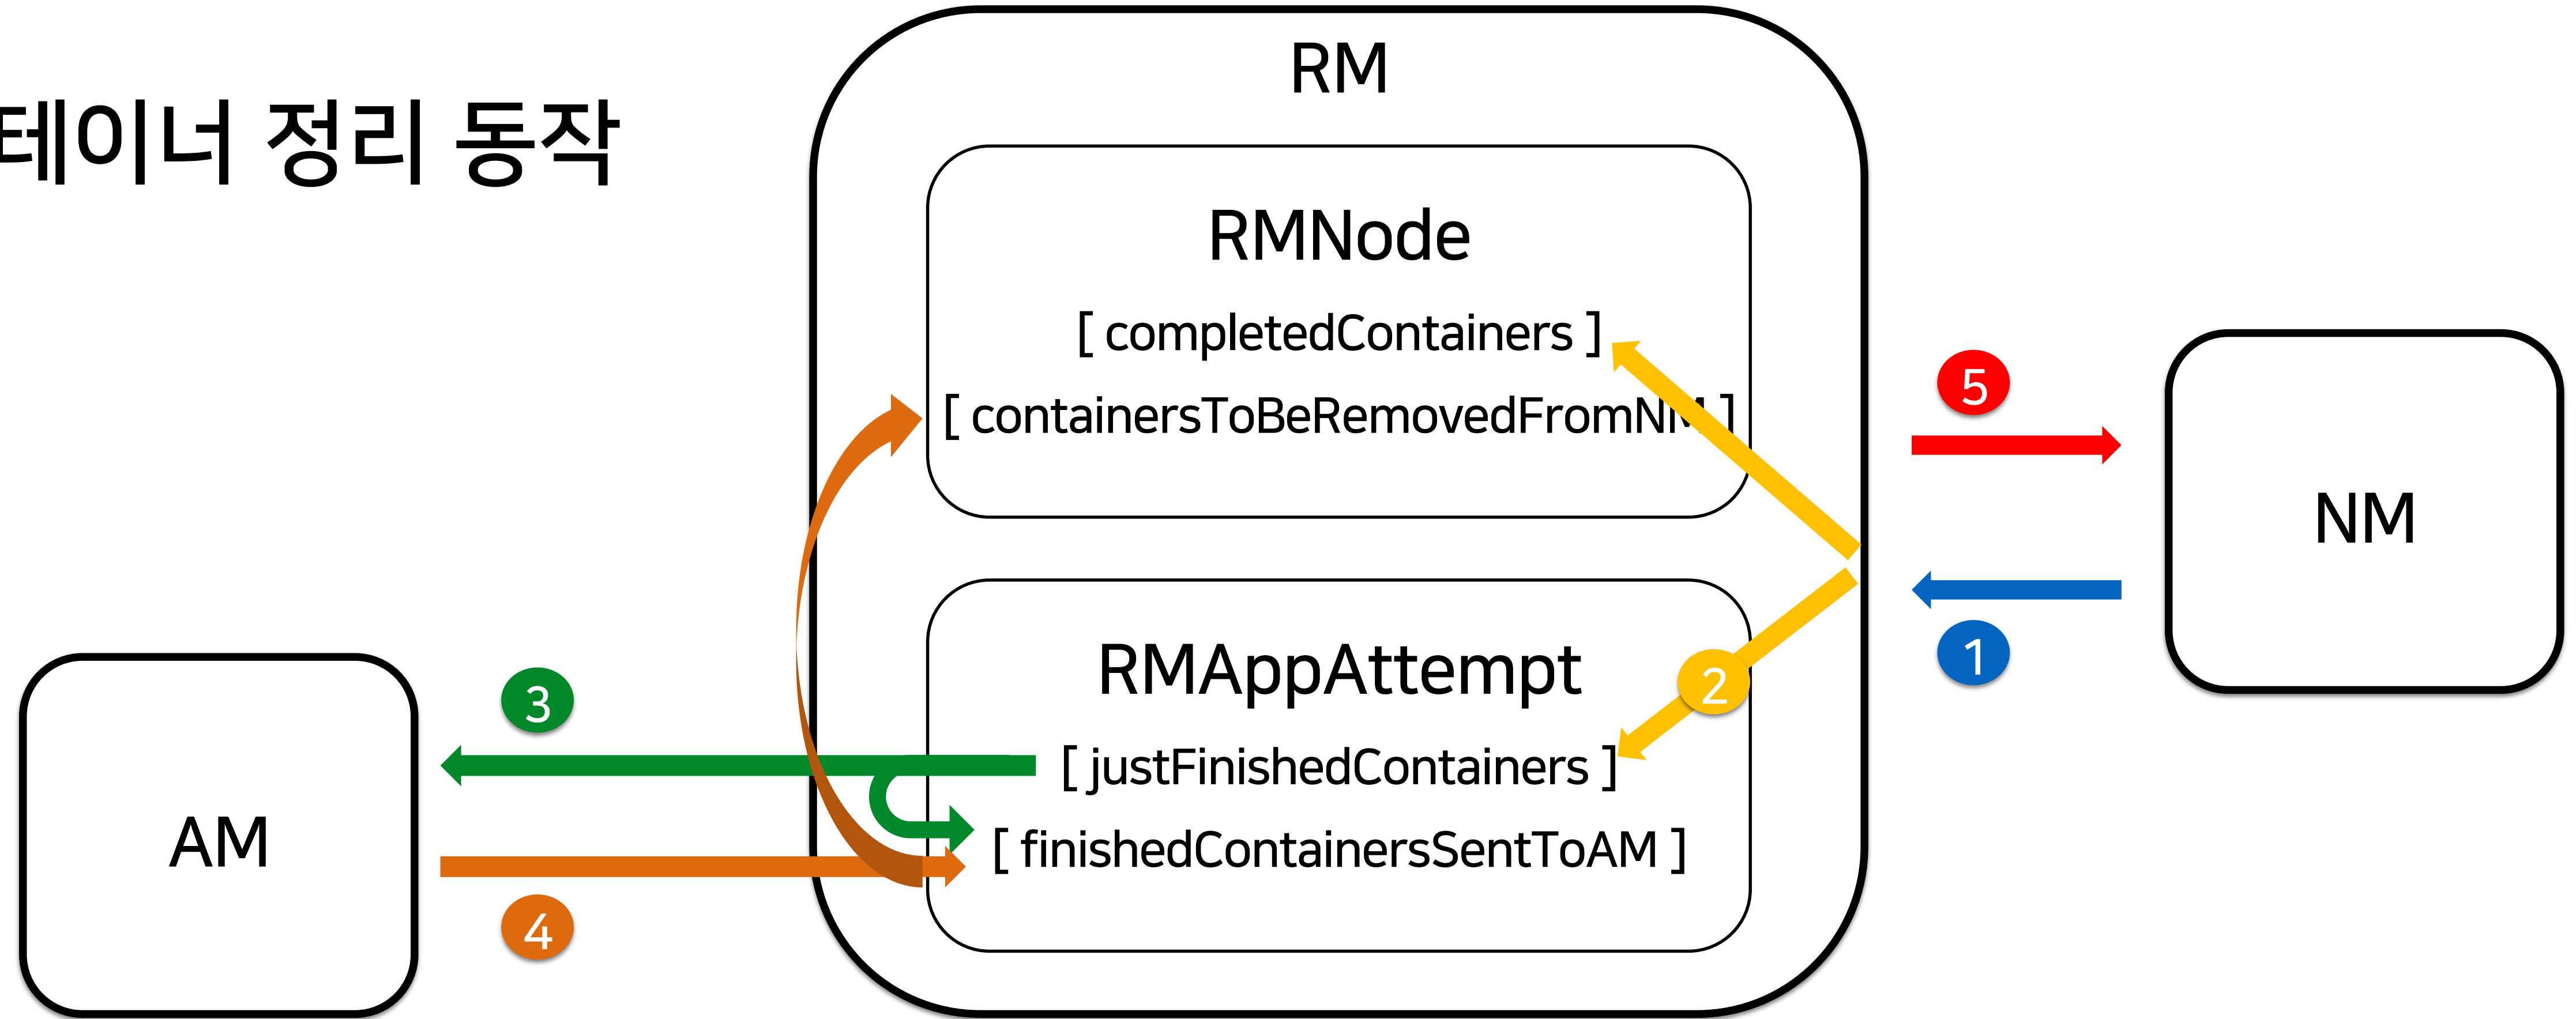 테이너 정리 동작
RM
RMNode
[ completedContainers ]
[ containersToBeRemovedFromNM ]
5
NM
1
RMAppAttempt
2
3
[ justFinishedContainers ]
[ finishedContainersSentToAM ]
AM
4